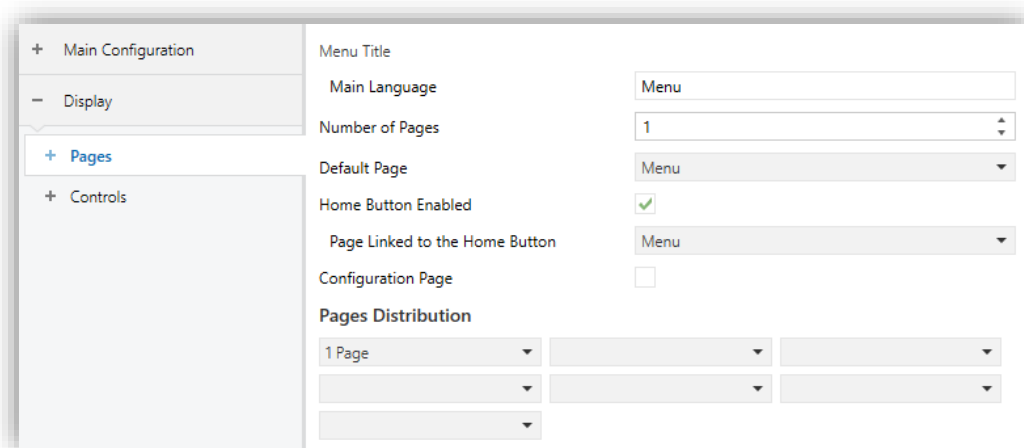 + Main Configuration
− Display
+ Pages
+ Controls
Menu Title
Main Language Menu
Number of Pages 1
Default Page Menu
Home Button Enabled
Page Linked to the Home Button Menu
Configuration Page
Pages Distribution
1 Page